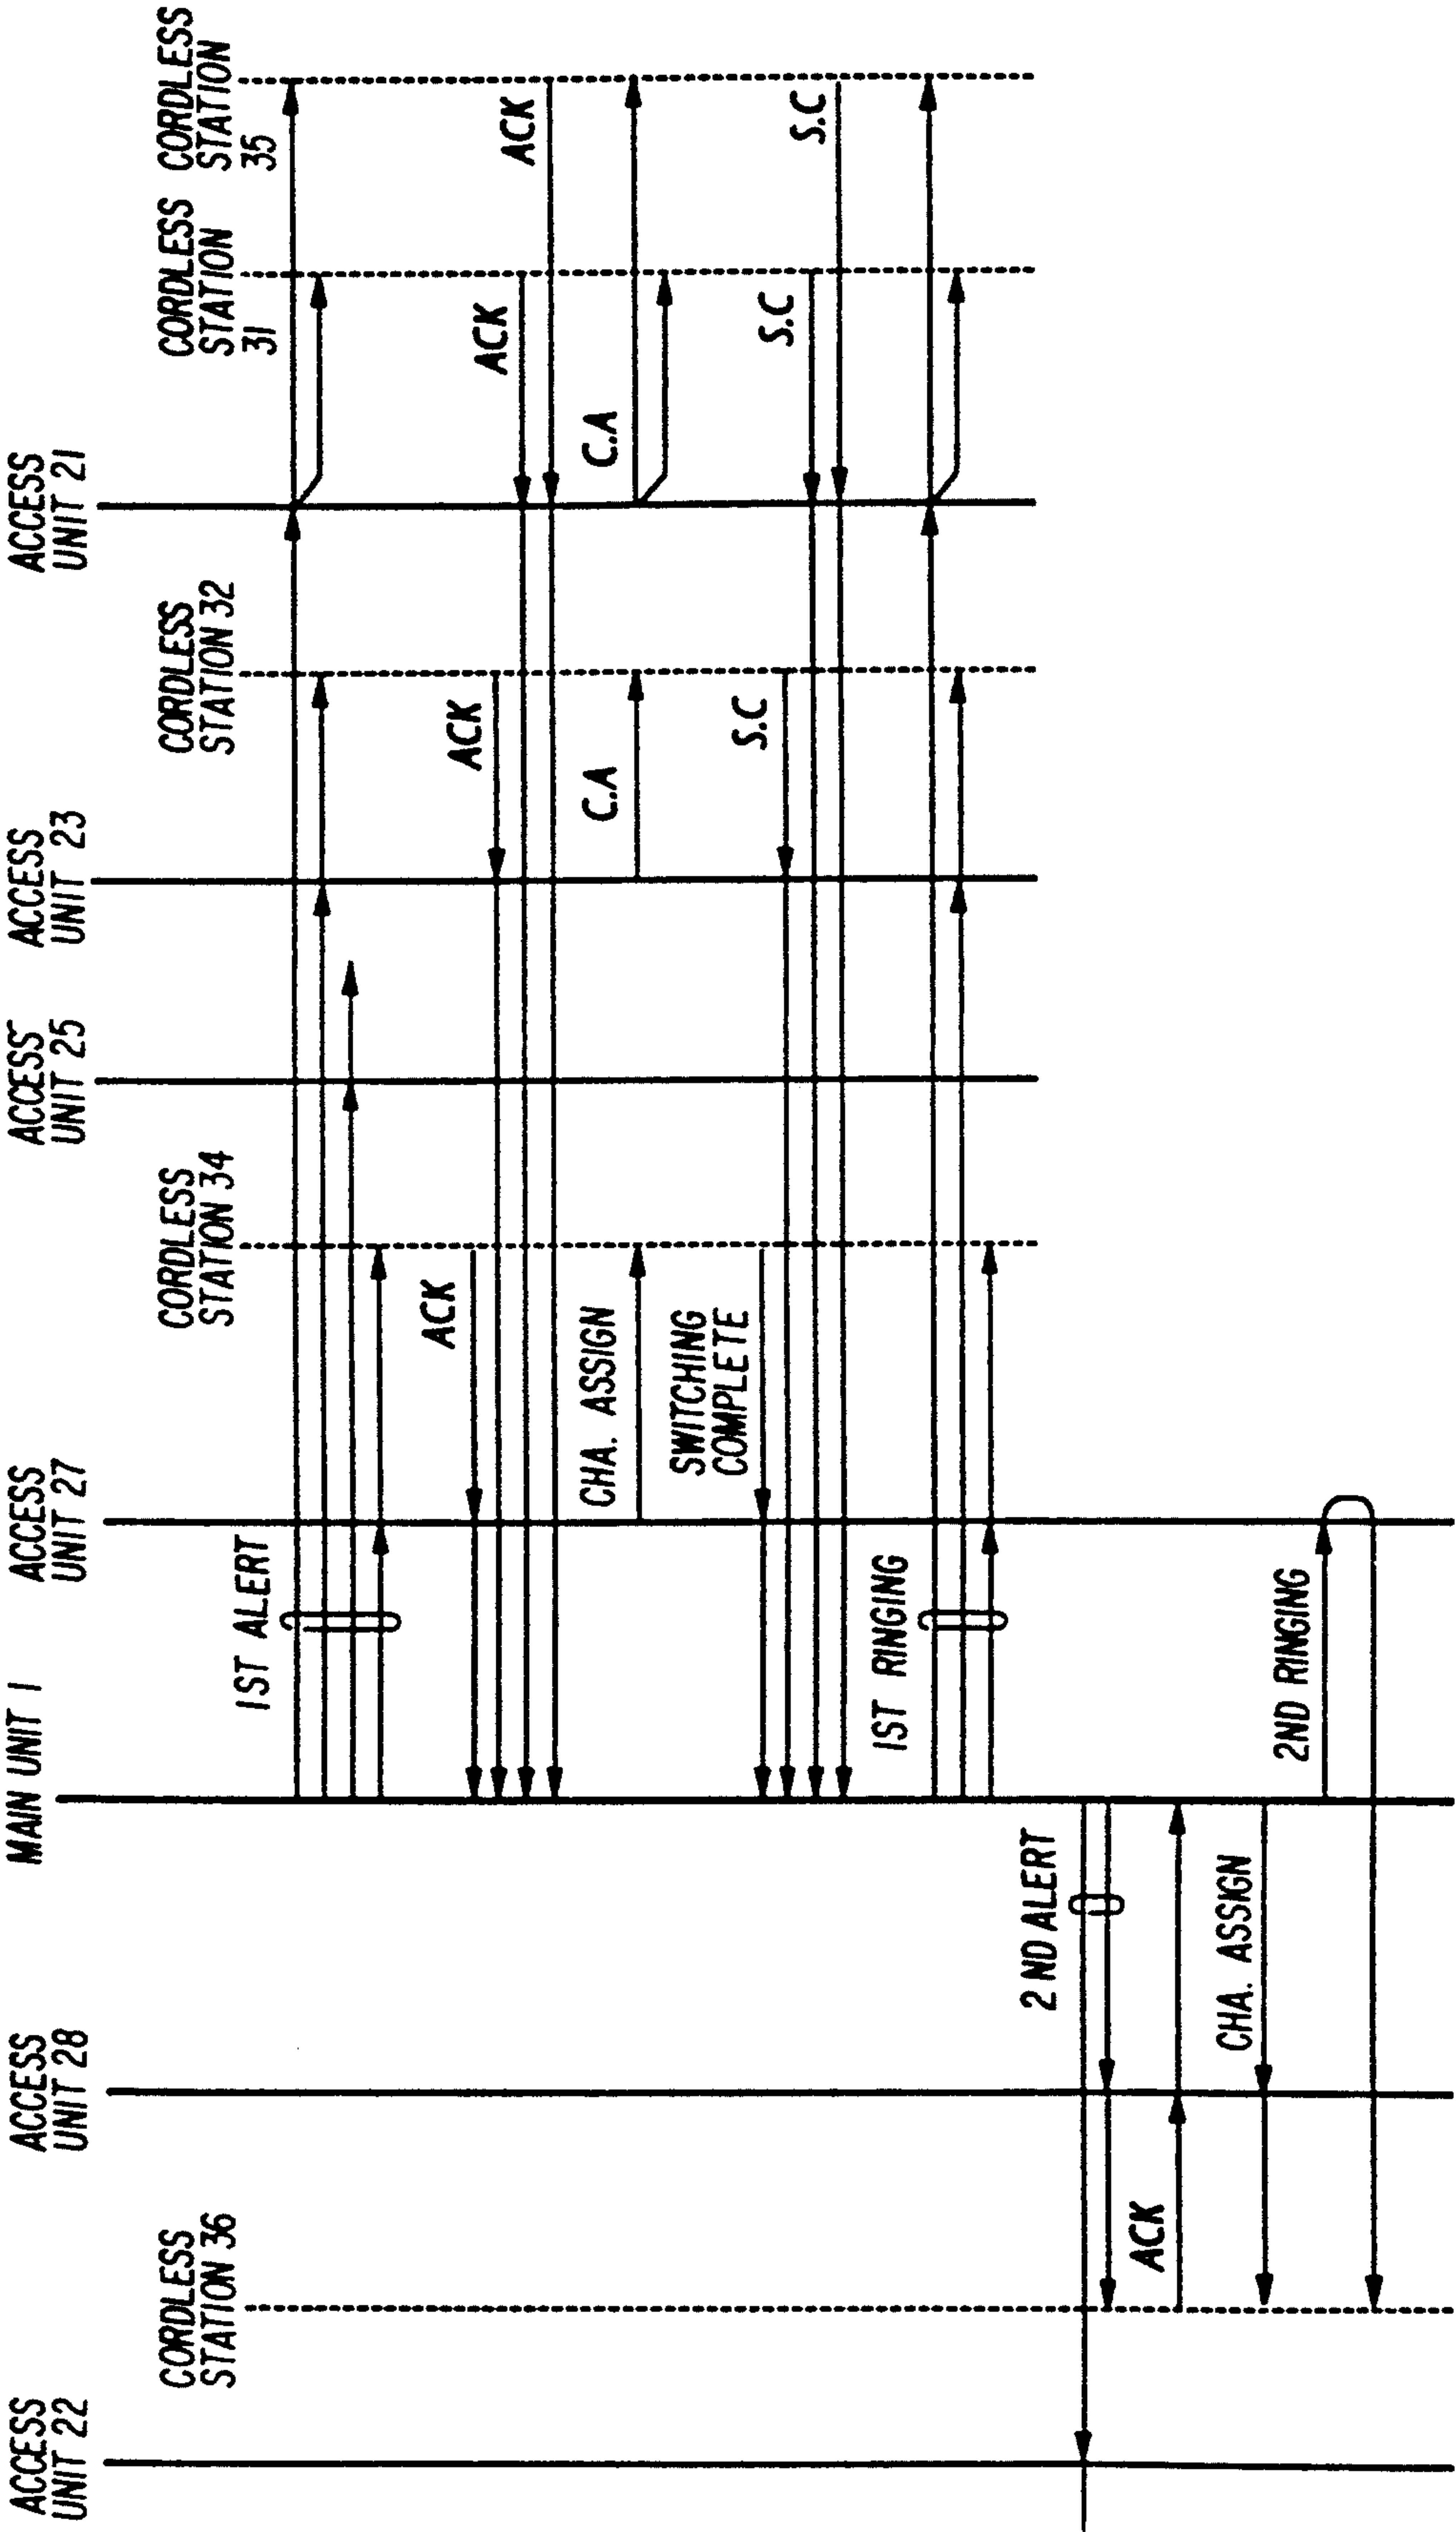 ACCESS
UNIT 22
CORDLESS
STATION 36
ACCESS
UNIT 28
MAIN UNIT 1
ACCESS
UNIT 27
CORDLESS
STATION 34
ACCESS
UNIT 25
ACCESS
UNIT 23
CORDLESS
STATION 32
ACCESS
UNIT 21
CORDLESS
STATION
31
CORDLESS
STATION
35
1ST ALERT
ACK
ACK
ACK
ACK
CHA. ASSIGN
C.A
C.A
SWITCHING
COMPLETE
S.C
S.C
S.C
1ST RINGING
2ND ALERT
ACK
CHA. ASSIGN
2ND RINGING